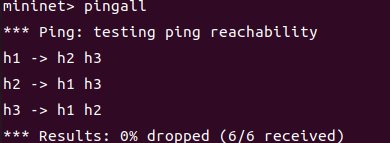 mininet> pingall
*** Ping: testing ping reachability
h1 -> h2 h3
h2 -> h1 h3
h3 -> h1 h2
*** Results: 0% dropped (6/6 received)